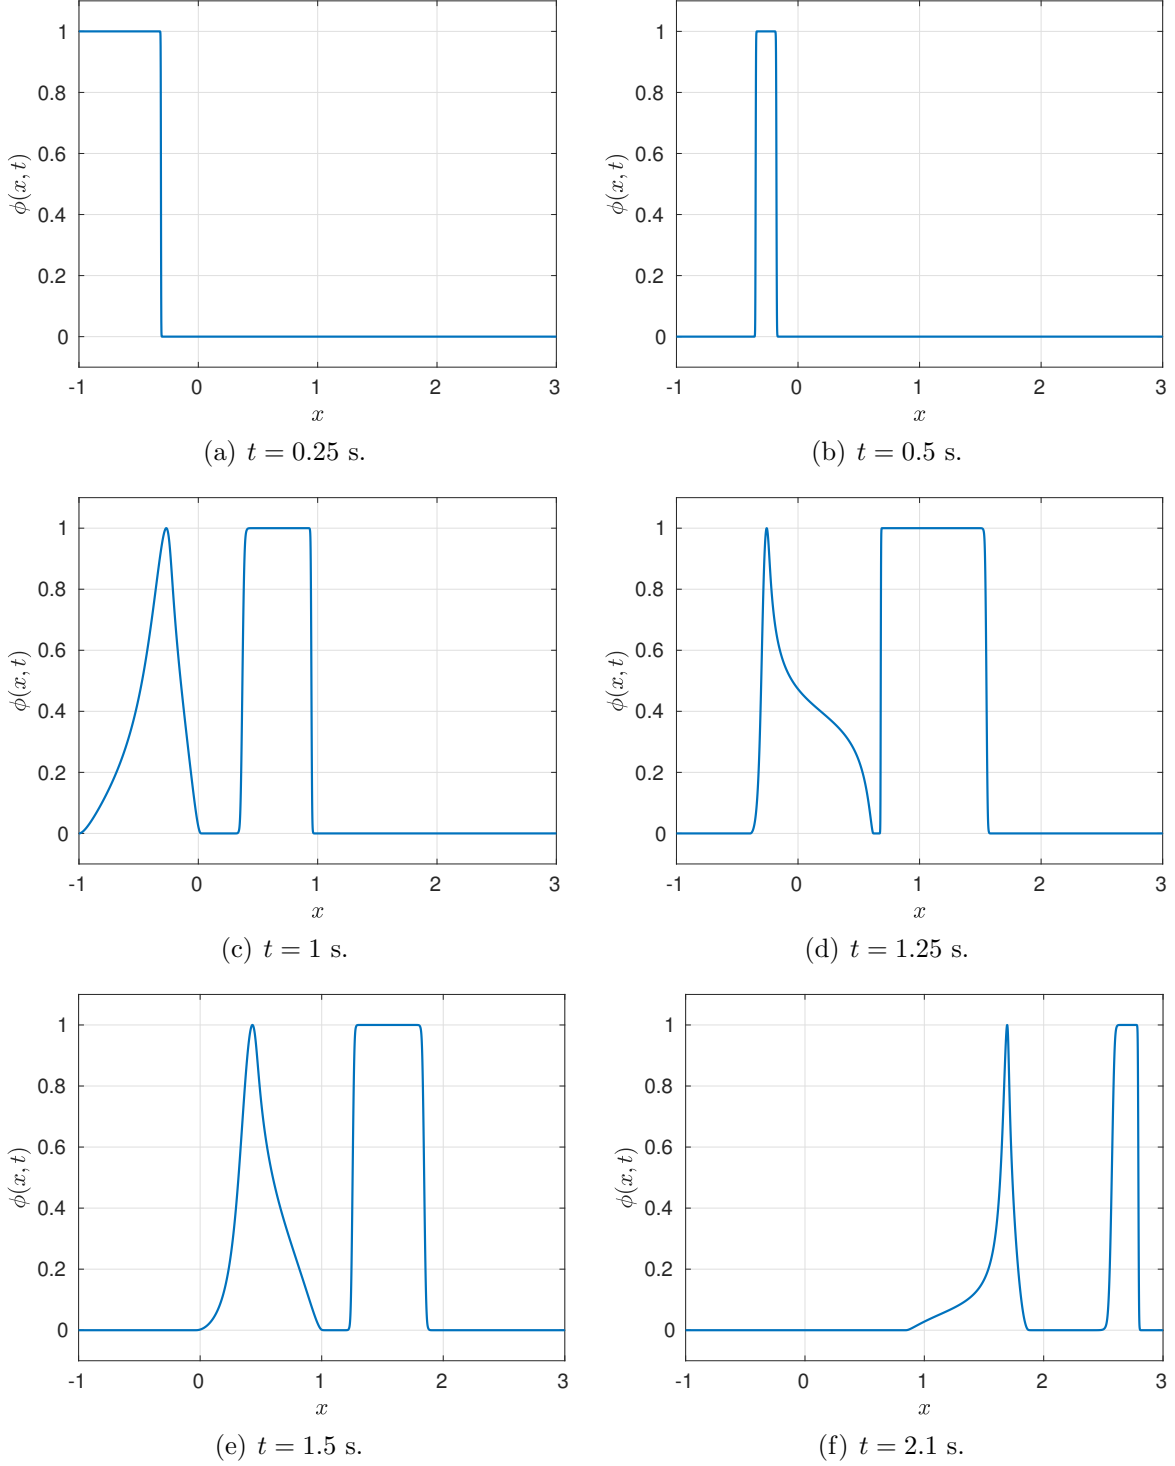 1
0.8
0.6
0.4
0.2
0
ϕ(x, t)
-1 0 1 2 3
x
(a) t = 0.25 s.
1
0.8
0.6
0.4
0.2
0
ϕ(x, t)
-1 0 1 2 3
x
(b) t = 0.5 s.
1
0.8
0.6
0.4
0.2
0
ϕ(x, t)
-1 0 1 2 3
x
(c) t = 1 s.
1
0.8
0.6
0.4
0.2
0
ϕ(x, t)
-1 0 1 2 3
x
(d) t = 1.25 s.
1
0.8
0.6
0.4
0.2
0
ϕ(x, t)
-1 0 1 2 3
x
(e) t = 1.5 s.
1
0.8
0.6
0.4
0.2
0
ϕ(x, t)
-1 0 1 2 3
x
(f) t = 2.1 s.